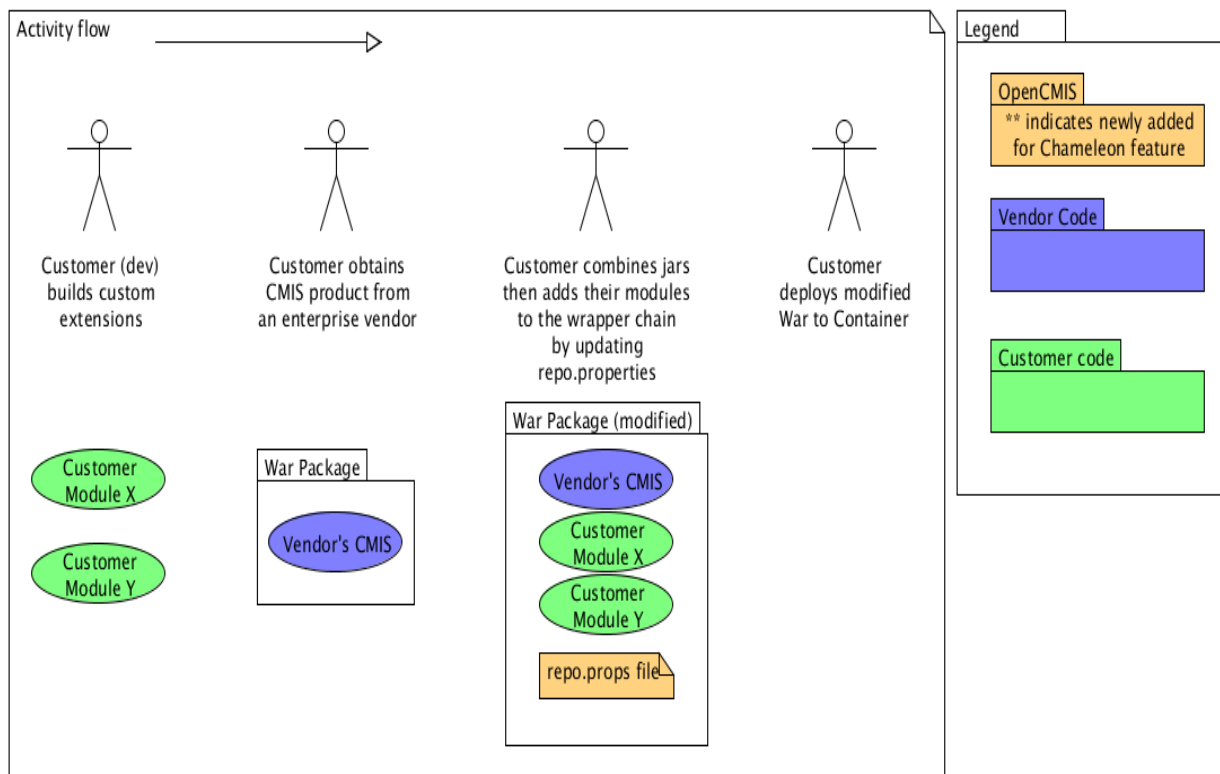 Activity flow
Customer (dev)
builds custom
extensions
Customer obtains
CMIS product from
an enterprise vendor
Customer combines jars
then adds their modules
to the wrapper chain
by updating
repo.properties
Customer
deploys modified
War to Container
Customer
Module X
Customer
Module Y
War Package
Vendor's CMIS
War Package (modified)
Vendor's CMIS
Customer
Module X
Customer
Module Y
repo.props file
Legend
OpenCMIS
** indicates newly added
for Chameleon feature
Vendor Code
Customer code